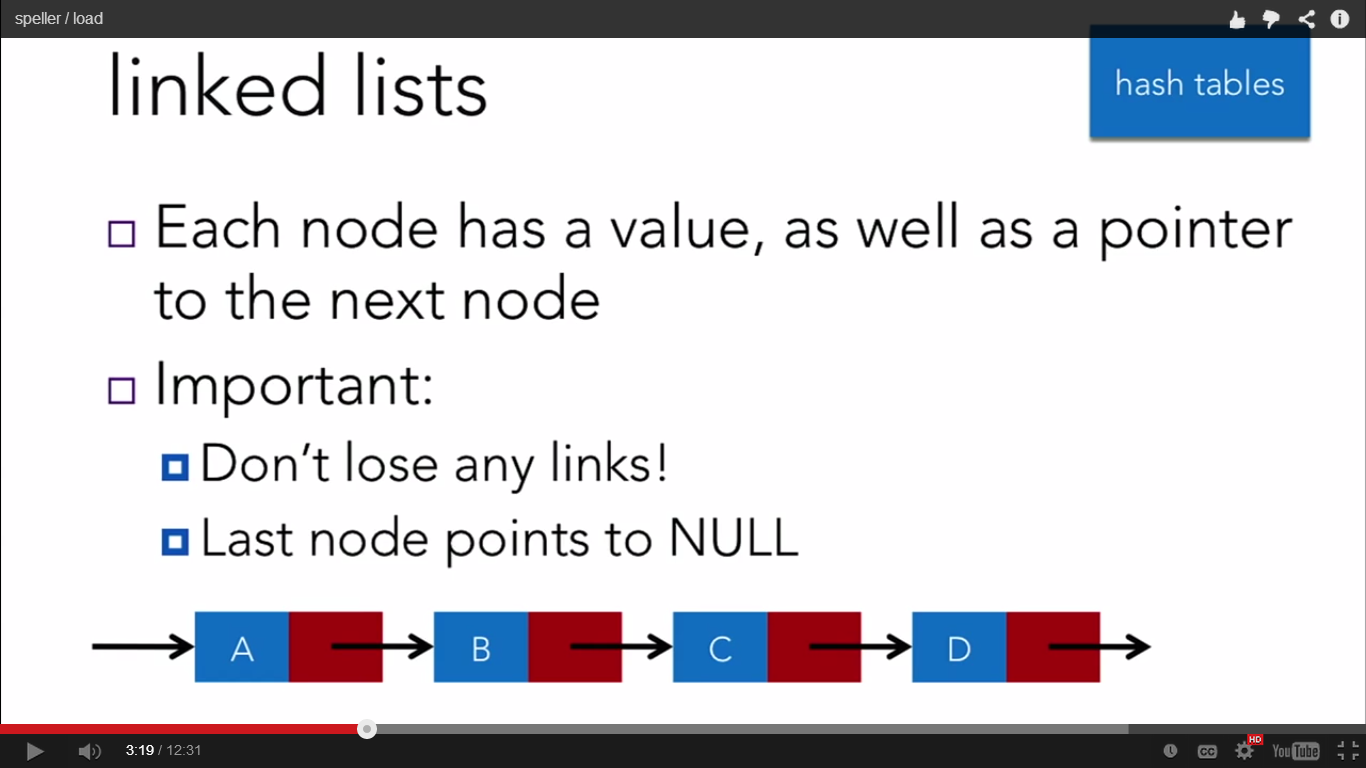 speller / load
linked lists
hash tables
Each node has a value, as well as a pointer
to the next node
Important:
Don't lose any links!
Last node points to NULL
A B C D
3:19 / 12:31
CC
HD
YouTube